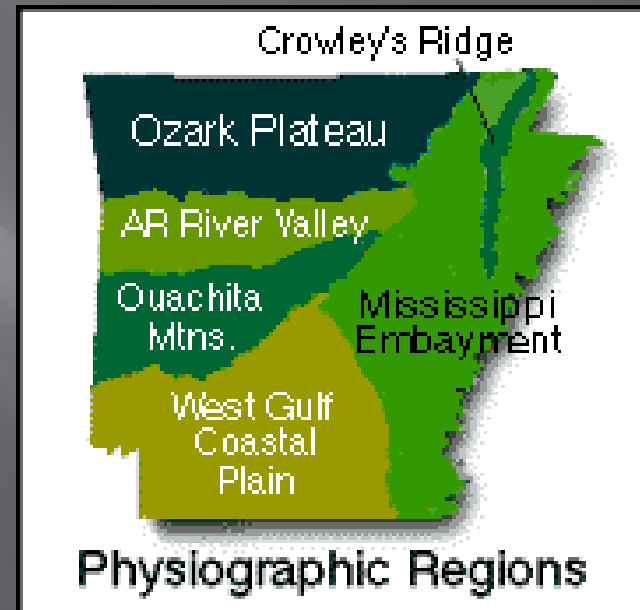 Crowley's Ridge
Ozark Plateau
AR River Valley
Ouachita
Mtns.
Mississippi
Embayment
West Gulf
Coastal
Plain
Physiographic Regions